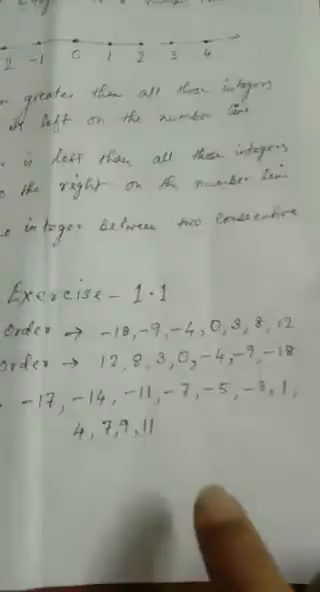 2 -1 0 1 2 3 4
greater than all those integers
left on the number line
is left than all those integers
the right on the number line
integer between two consecutive
Exercise - 1.1
order → -18, -9, -4, 0, 3, 8, 12
order → 12, 8, 3, 0, -4, -9, -18
-17, -14, -11, -7, -5, -3, 1,
4, 7, 9, 11